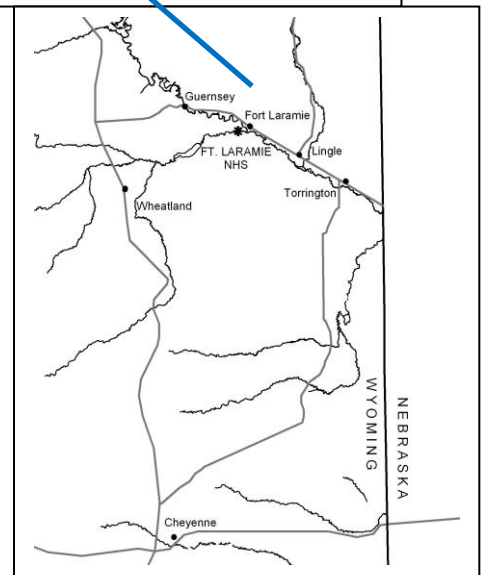 Guernsey
Fort Laramie
FT. LARAMIE
NHS
Lingle
Torrington
Wheatland
WYOMING
NEBRASKA
Cheyenne